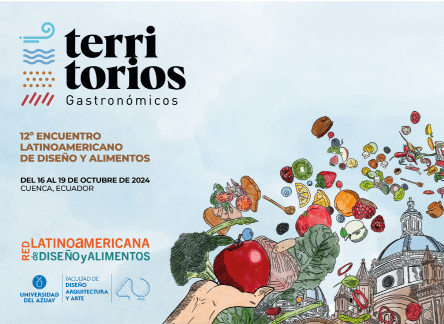 terri
torios
Gastronómicos
12º ENCUENTRO
LATINOAMERICANO
DE DISEÑO Y ALIMENTOS
DEL 16 AL 19 DE OCTUBRE DE 2024
CUENCA, ECUADOR
RED LATINOAMERICANA
de DISEÑO y ALIMENTOS
UNIVERSIDAD
DEL AZUAY
FACULTAD DE
DISEÑO
ARQUITECTURA
Y ARTE